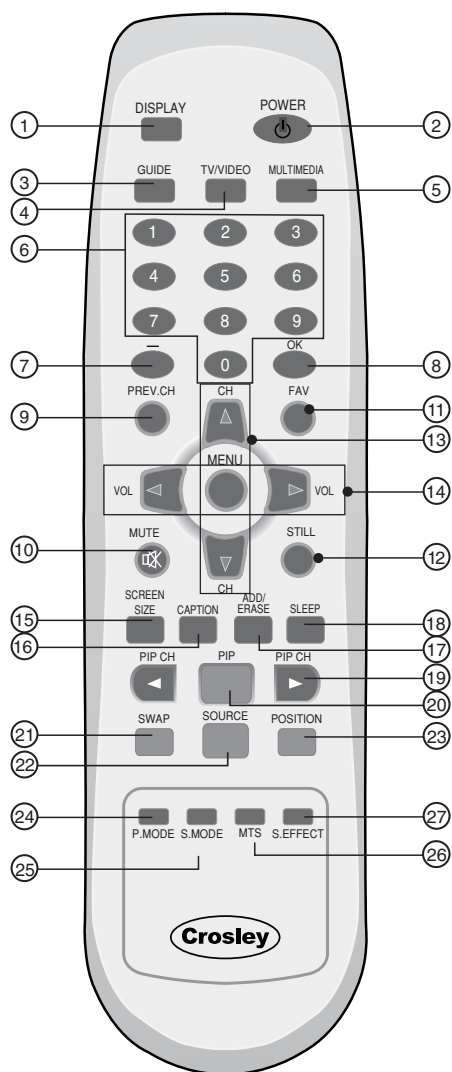 DISPLAY POWER
1 2
GUIDE TV/VIDEO MULTIMEDIA
3 5
4
6
1 2 3
4 5 6
7 8 9
– 0 OK
7 8
PREV.CH CH FAV
9 11
13
MENU
VOL VOL
14
MUTE STILL
10 12
CH
SCREEN
SIZE CAPTION ADD/
ERASE SLEEP
15 18
16 17
PIP CH PIP PIP CH
19
20
SWAP SOURCE POSITION
21 23
22
24 27
P.MODE S.MODE MTS S.EFFECT
25 26
Crosley